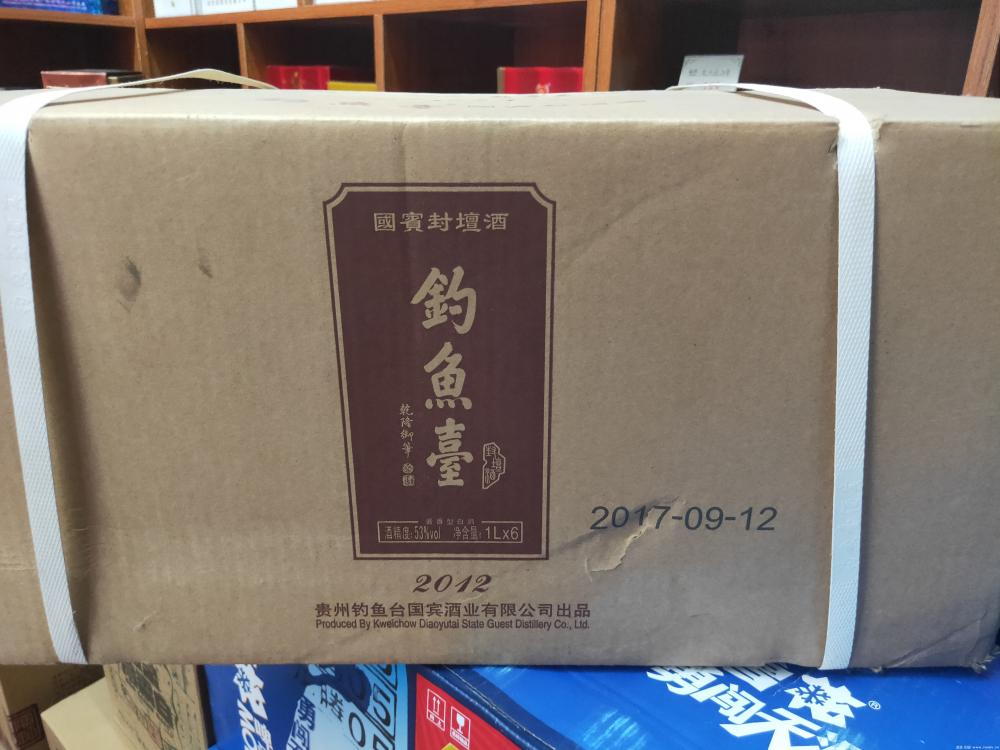 國賓封壇酒
釣魚臺
乾隆御筆
封壇酒
酱香型白酒
酒精度:53%vol 净含量:1Lx6
2017-09-12
2012
贵州钓鱼台国宾酒业有限公司出品
Produced By Kweichow Diaoyutai State Guest Distillery Co., Ltd.
勇闯天
®